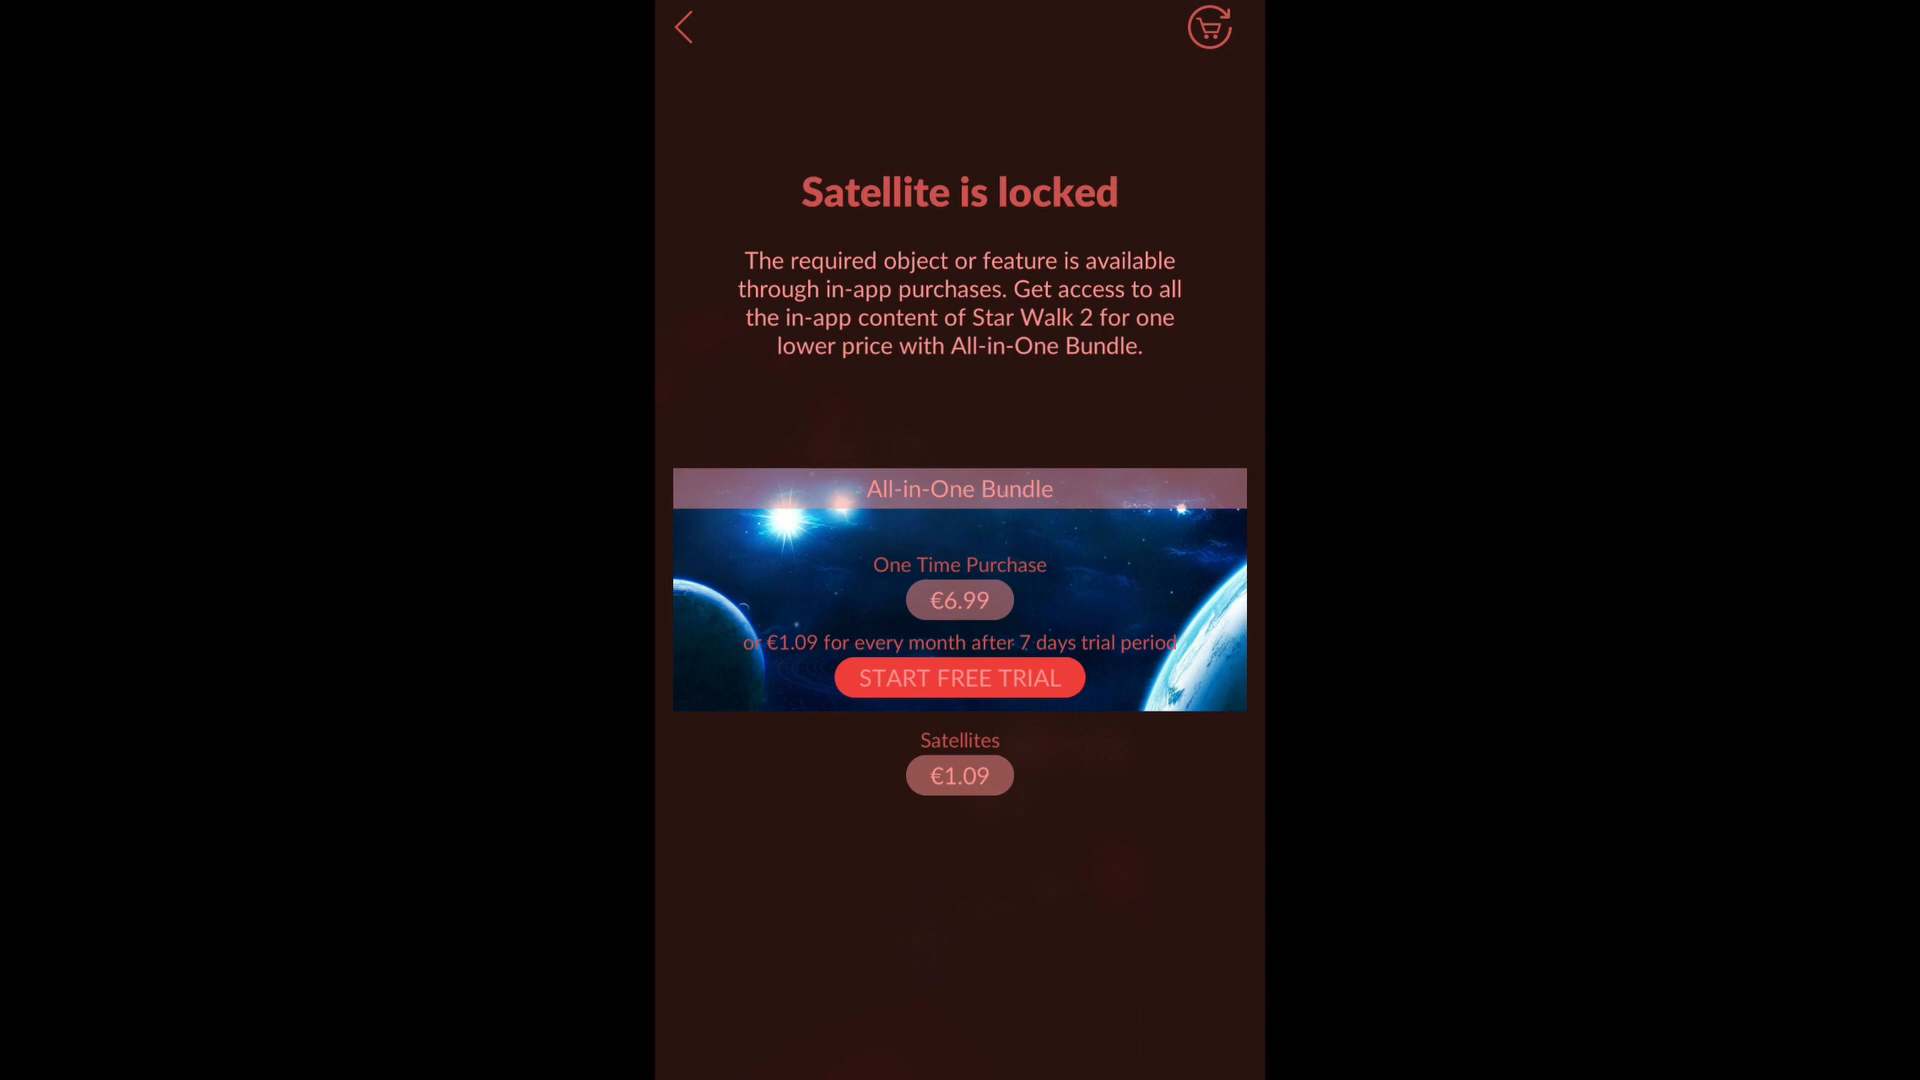 Satellite is locked
The required object or feature is available
through in-app purchases. Get access to all
the in-app content of Star Walk 2 for one
lower price with All-in-One Bundle.
All-in-One Bundle
One Time Purchase
€6.99
or €1.09 for every month after 7 days trial period
START FREE TRIAL
Satellites
€1.09